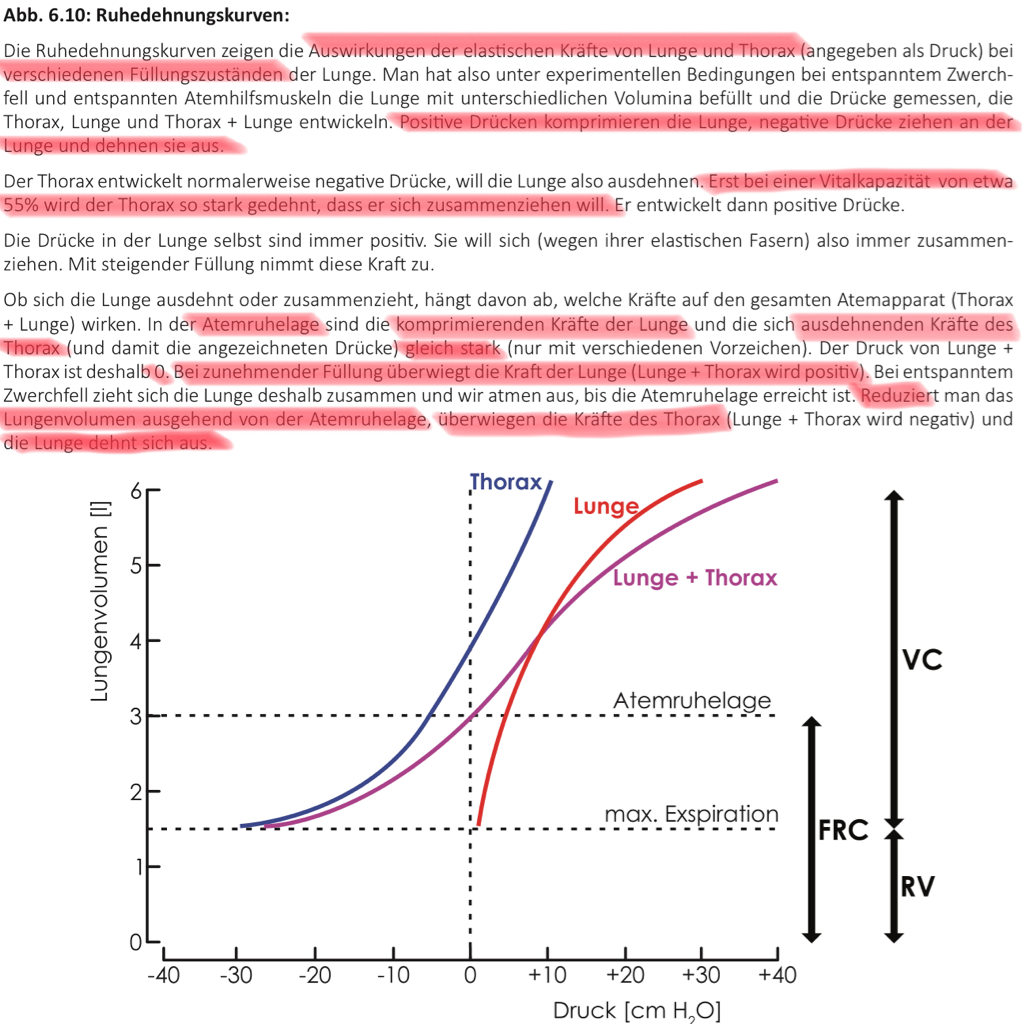 Abb. 6.10: Ruhedehnungskurven:
Die Ruhedehnungskurven zeigen die Auswirkungen der elastischen Kräfte von Lunge und Thorax (angegeben als Druck) bei
verschiedenen Füllungszuständen der Lunge. Man hat also unter experimentellen Bedingungen bei entspanntem Zwerch-
fell und entspannten Atemhilfsmuskeln die Lunge mit unterschiedlichen Volumina befüllt und die Drücke gemessen, die
Thorax, Lunge und Thorax + Lunge entwickeln. Positive Drücken komprimieren die Lunge, negative Drücke ziehen an der
Lunge und dehnen sie aus.
Der Thorax entwickelt normalerweise negative Drücke, will die Lunge also ausdehnen. Erst bei einer Vitalkapazität von etwa
55% wird der Thorax so stark gedehnt, dass er sich zusammenziehen will. Er entwickelt dann positive Drücke.
Die Drücke in der Lunge selbst sind immer positiv. Sie will sich (wegen ihrer elastischen Fasern) also immer zusammen-
ziehen. Mit steigender Füllung nimmt diese Kraft zu.
Ob sich die Lunge ausdehnt oder zusammenzieht, hängt davon ab, welche Kräfte auf den gesamten Atemapparat (Thorax
+ Lunge) wirken. In der Atemruhelage sind die komprimierenden Kräfte der Lunge und die sich ausdehnenden Kräfte des
Thorax (und damit die angezeichneten Drücke) gleich stark (nur mit verschiedenen Vorzeichen). Der Druck von Lunge +
Thorax ist deshalb 0. Bei zunehmender Füllung überwiegt die Kraft der Lunge (Lunge + Thorax wird positiv). Bei entspanntem
Zwerchfell zieht sich die Lunge deshalb zusammen und wir atmen aus, bis die Atemruhelage erreicht ist. Reduziert man das
Lungenvolumen ausgehend von der Atemruhelage, überwiegen die Kräfte des Thorax (Lunge + Thorax wird negativ) und
die Lunge dehnt sich aus.
Thorax
Lunge
Lunge + Thorax
Atemruhelage
max. Exspiration
VC
FRC
RV
Lungenvolumen [l]
6
5
4
3
2
1
0
-40 -30 -20 -10 0 +10 +20 +30 +40
Druck [cm H₂O]